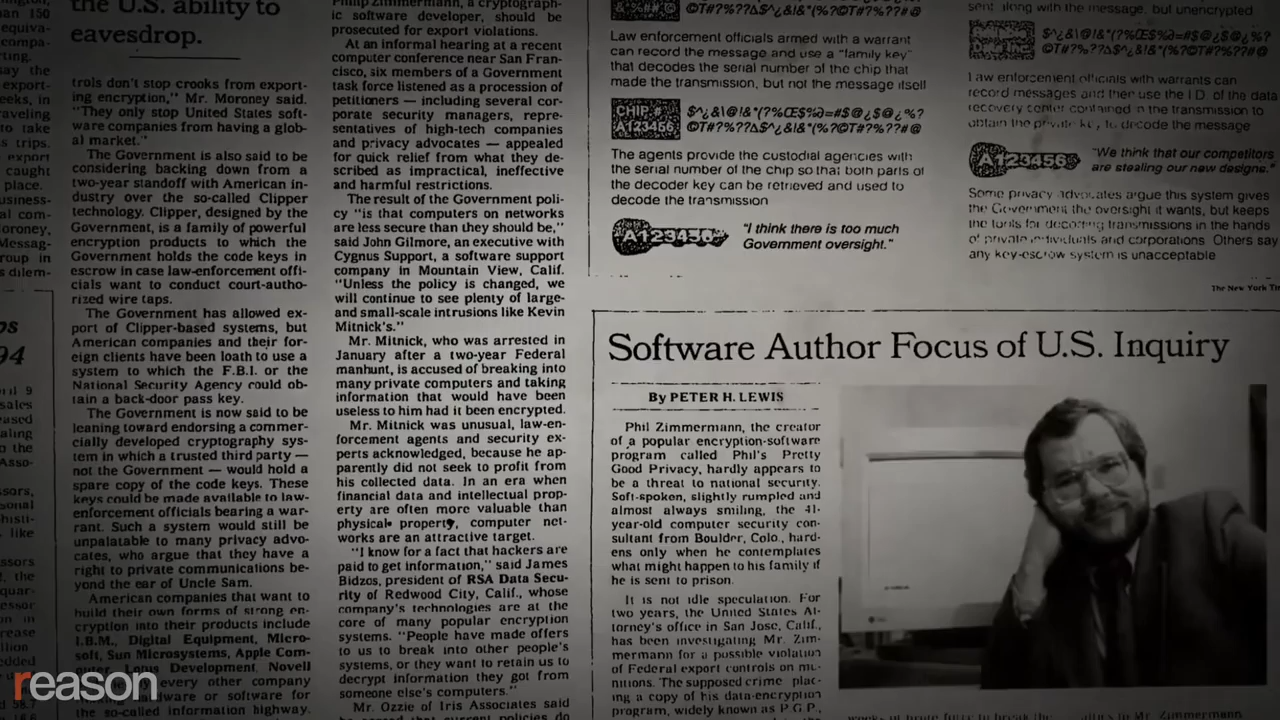 the U.S. ability to
eavesdrop.
trols don't stop crooks from export-
ing encryption," Mr. Moroney said.
"They only stop United States soft-
ware companies from having a glob-
al market."
The Government is also said to be
considering backing down from a
two-year standoff with American in-
dustry over the so-called Clipper
technology. Clipper, designed by the
Government, is a family of powerful
encryption products to which the
Government holds the code keys in
escrow in case law-enforcement offi-
cials want to conduct court-autho-
rized wire taps.
The Government has allowed ex-
port of Clipper-based systems, but
American companies and their for-
eign clients have been loath to use a
system to which the F.B.I. or the
National Security Agency could ob-
tain a back-door pass key.
The Government is now said to be
leaning toward endorsing a commer-
cially developed cryptography sys-
tem in which a trusted third party —
not the Government — would hold a
spare copy of the code keys. These
keys could be made available to law-
enforcement officials bearing a war-
rant. Such a system would still be
unpalatable to many privacy advo-
cates, who argue that they have a
right to private communications be-
yond the ear of Uncle Sam.
American companies that want to
build their own forms of strong en-
cryption into their products include
I.B.M., Digital Equipment, Micro-
soft, Sun Microsystems, Apple Com-
puter, Lotus Development, Novell
every other company
hardware or software for
the so-called information highway.
Philip Zimmermann, a cryptograph-
ic software developer, should be
prosecuted for export violations.
At an informal hearing at a recent
computer conference near San Fran-
cisco, six members of a Government
task force listened as a procession of
petitioners — including several cor-
porate security managers, repre-
sentatives of high-tech companies
and privacy advocates — appealed
for quick relief from what they de-
scribed as impractical, ineffective
and harmful restrictions.
The result of the Government poli-
cy "is that computers on networks
are less secure than they should be,"
said John Gilmore, an executive with
Cygnus Support, a software support
company in Mountain View, Calif.
"Unless the policy is changed, we
will continue to see plenty of large-
and small-scale intrusions like Kevin
Mitnick's."
Mr. Mitnick, who was arrested in
January after a two-year Federal
manhunt, is accused of breaking into
many private computers and taking
information that would have been
useless to him had it been encrypted.
Mr. Mitnick was unusual, law-en-
forcement agents and security ex-
perts acknowledged, because he ap-
parently did not seek to profit from
his collected data. In an era when
financial data and intellectual prop-
erty are often more valuable than
physical property, computer net-
works are an attractive target.
"I know for a fact that hackers are
paid to get information," said James
Bidzos, president of RSA Data Secu-
rity of Redwood City, Calif., whose
company's technologies are at the
core of many popular encryption
systems. "People have made offers
to us to break into other people's
systems, or they want to retain us to
decrypt information they got from
someone else's computers."
Mr. Ozzie of Iris Associates said
Law enforcement officials armed with a warrant
can record the message and use a "family key"
that decodes the serial number of the chip that
made the transmission, but not the message itself
CHIP
A123456
The agents provide the custodial agencies with
the serial number of the chip so that both parts of
the decoder key can be retrieved and used to
decode the transmission
A123456
"I think there is too much
Government oversight."
sent along with the message, but unencrypted
Law enforcement officials with warrants can
record messages and then use the I.D. of the data
recovery center contained in the transmission to
obtain the private key, to decode the message
A123456
"We think that our competitors
are stealing our new designs."
Some privacy advocates argue this system gives
the Government the oversight it wants, but keeps
the tools for decoding transmissions in the hands
of private individuals and corporations. Others say
any key-escrow system is unacceptable
The New York
Software Author Focus of U.S. Inquiry
By PETER H. LEWIS
Phil Zimmermann, the creator
of a popular encryption-software
program called Phil's Pretty
Good Privacy, hardly appears to
be a threat to national security.
Soft-spoken, slightly rumpled and
almost always smiling, the 41-
year-old computer security con-
sultant from Boulder, Colo., hard-
ens only when he contemplates
what might happen to his family if
he is sent to prison.
It is not idle speculation. For
two years, the United States At-
torney's office in San Jose, Calif.,
has been investigating Mr. Zim-
mermann for a possible violation
of Federal export controls on mu-
nitions. The supposed crime: plac-
ing a copy of his data-encryption
program, widely known as P.G.P.,
reason